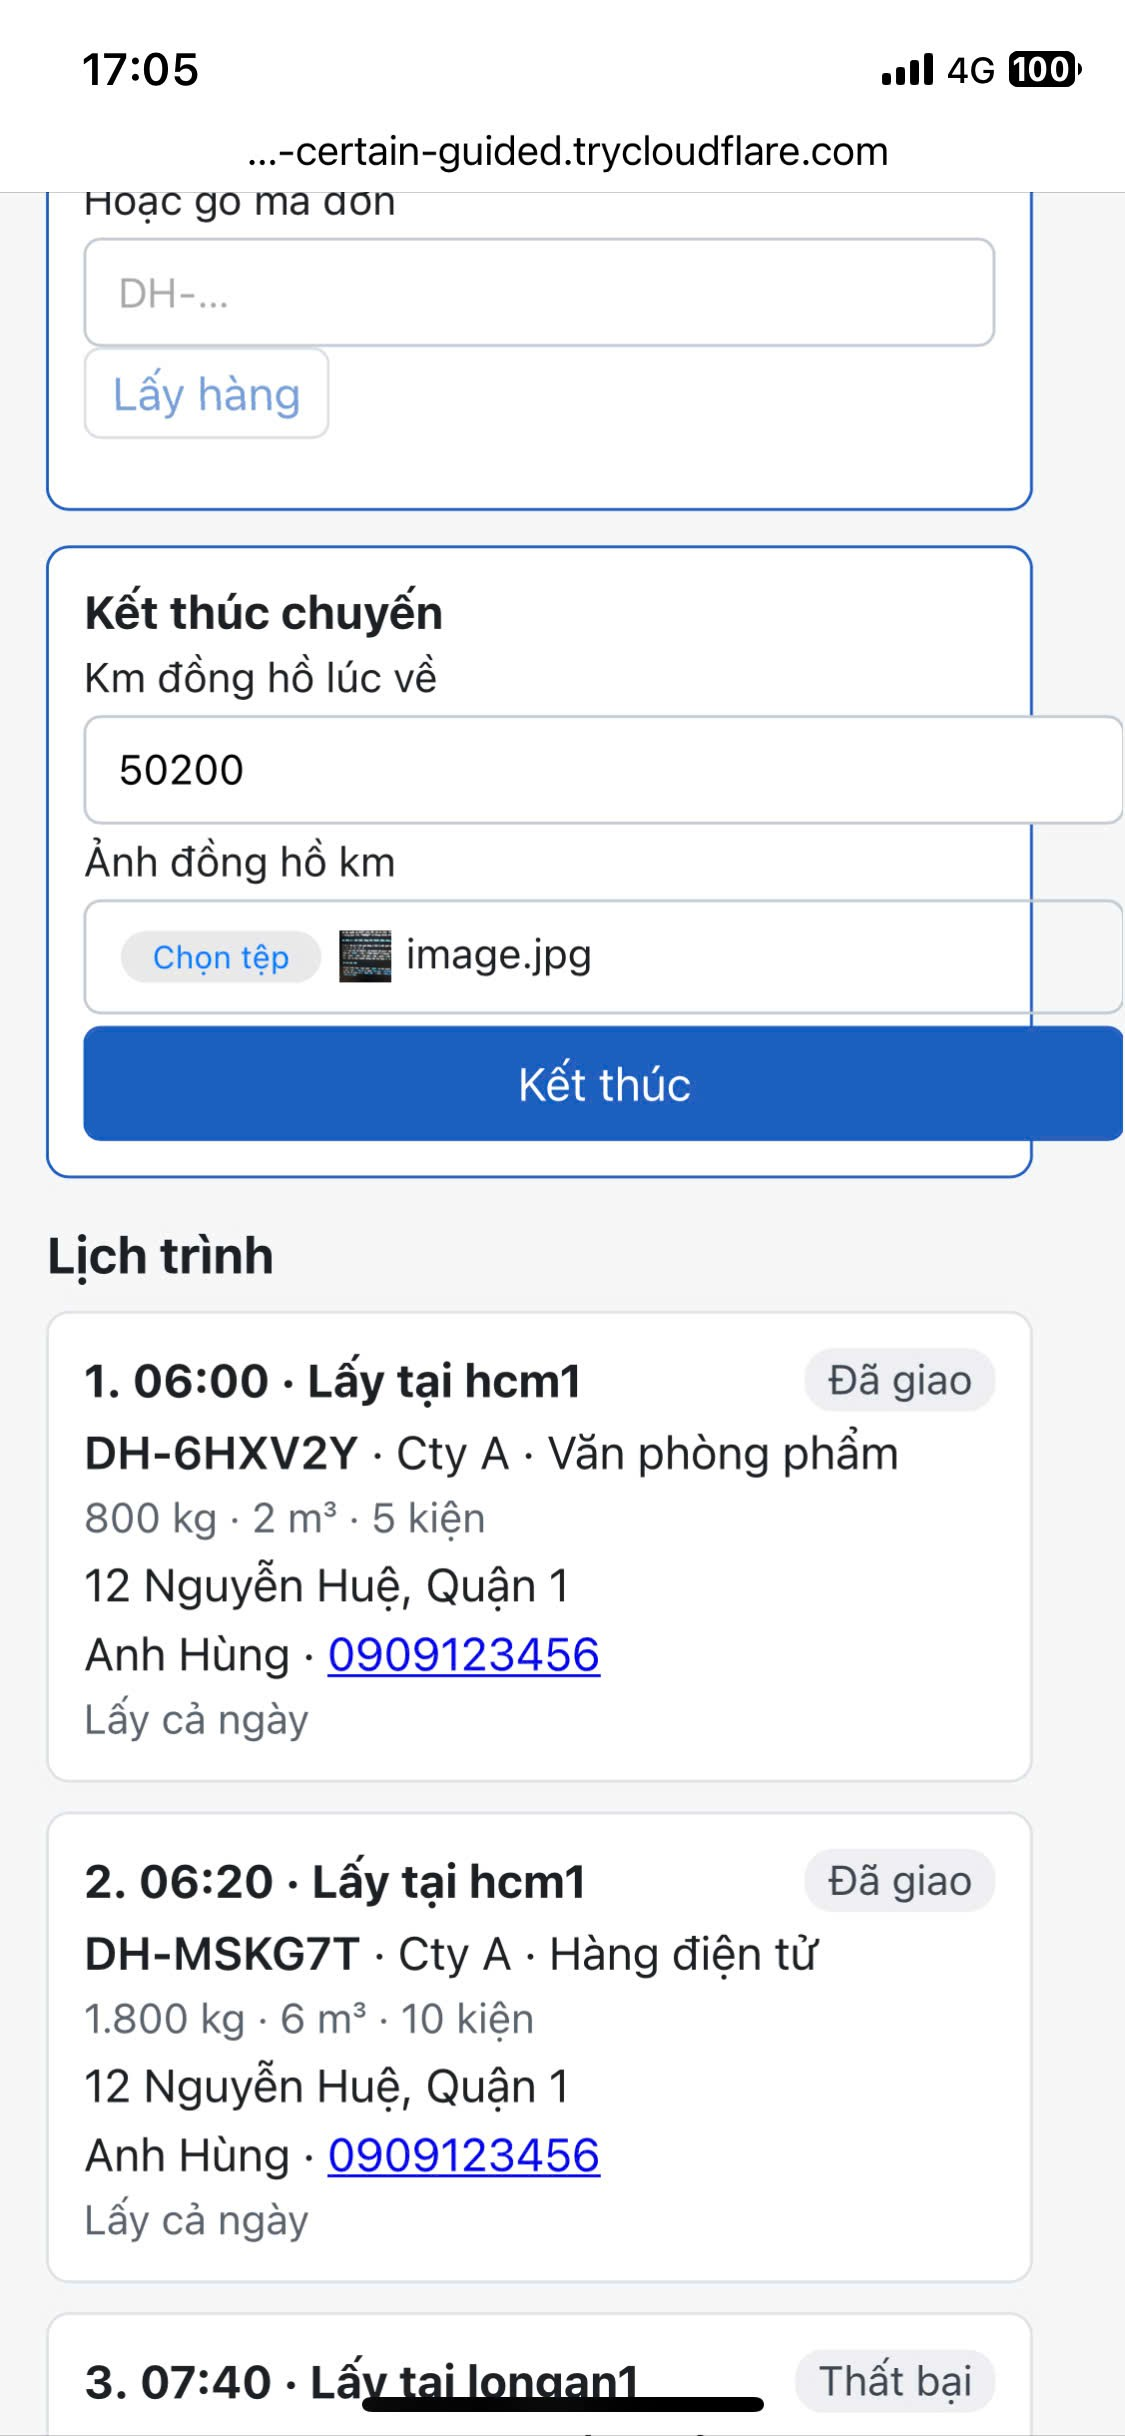 17:05
4G 100
...-certain-guided.trycloudflare.com
Hoặc gõ mã đơn
DH-...
Lấy hàng
Kết thúc chuyến
Km đồng hồ lúc về
50200
Ảnh đồng hồ km
Chọn tệp image.jpg
Kết thúc
Lịch trình
1. 06:00 · Lấy tại hcm1 Đã giao
DH-6HXV2Y · Cty A · Văn phòng phẩm
800 kg · 2 m³ · 5 kiện
12 Nguyễn Huệ, Quận 1
Anh Hùng · 0909123456
Lấy cả ngày
2. 06:20 · Lấy tại hcm1 Đã giao
DH-MSKG7T · Cty A · Hàng điện tử
1.800 kg · 6 m³ · 10 kiện
12 Nguyễn Huệ, Quận 1
Anh Hùng · 0909123456
Lấy cả ngày
3. 07:40 · Lấy tại longan1 Thất bại